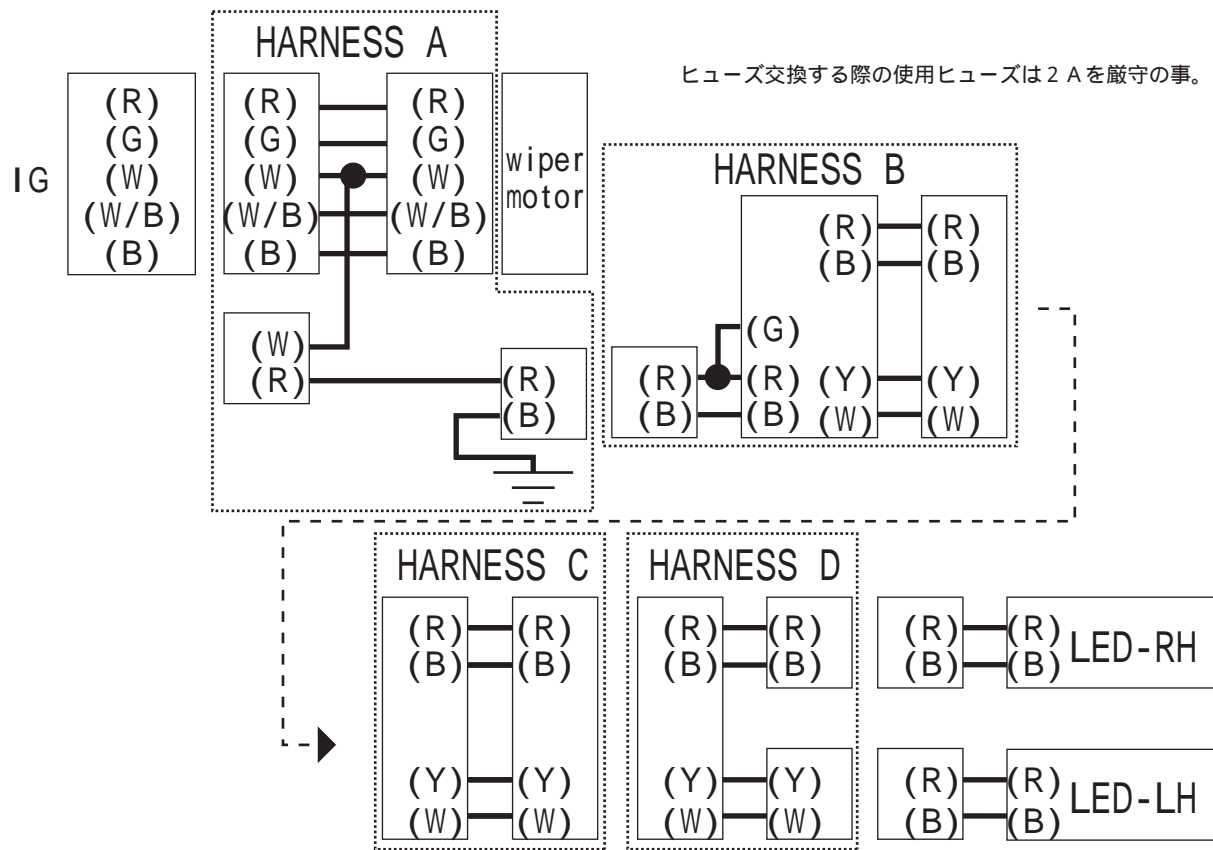 HARNESS A
ヒューズ交換する際の使用ヒューズは2Aを厳守の事。
IG
(R)
(G)
(W)
(W/B)
(B)
(R) (R)
(G) (G)
(W) (W)
(W/B) (W/B)
(B) (B)
wiper
motor
(W)
(R)
(R)
(B)
HARNESS B
(R) (R)
(B) (B)
(G)
(R) (R) (Y) (Y)
(B) (B) (W) (W)
HARNESS C
(R) (R)
(B) (B)
(Y) (Y)
(W) (W)
HARNESS D
(R) (R)
(B) (B)
(Y) (Y)
(W) (W)
(R) (R)
(B) (B)
LED-RH
(R) (R)
(B) (B)
LED-LH